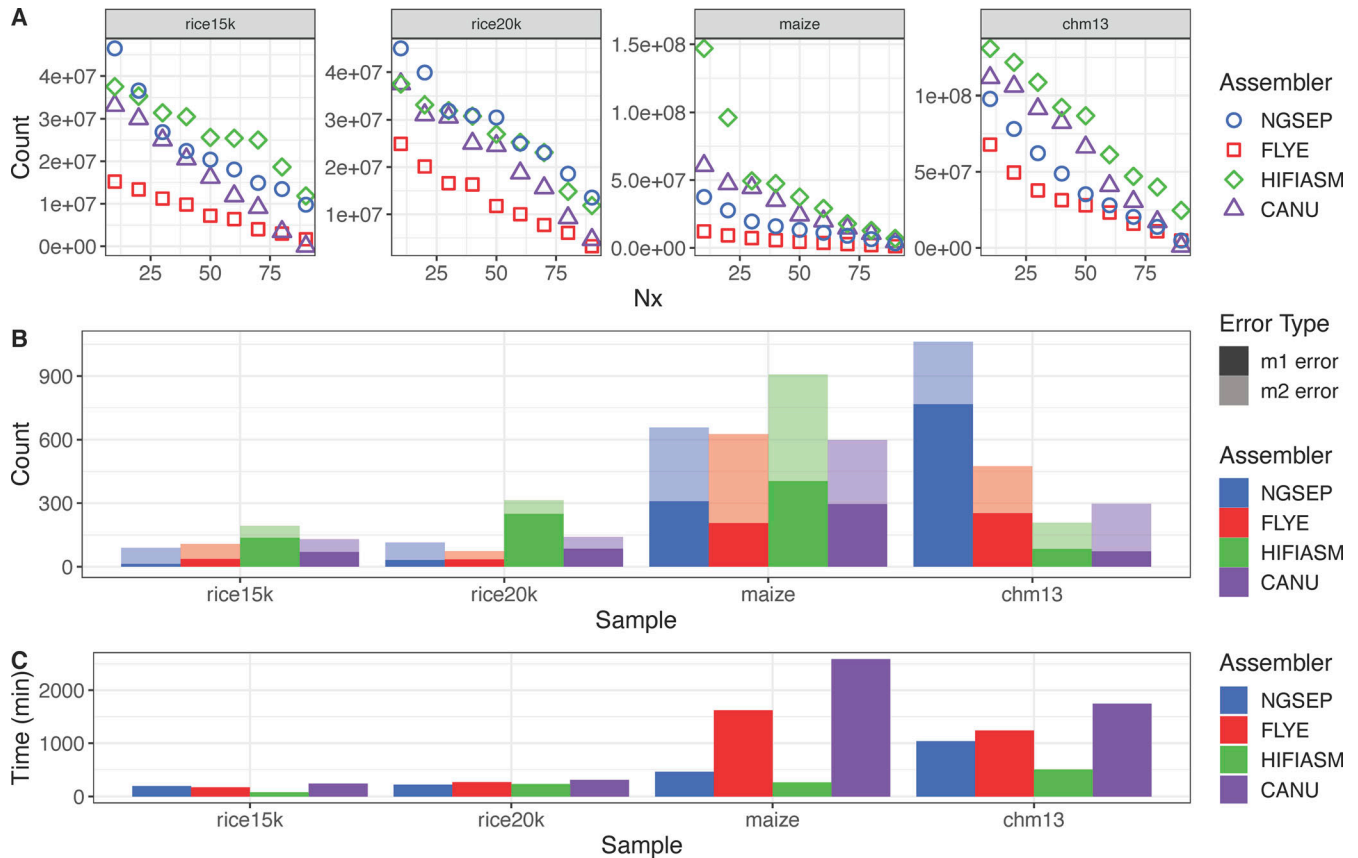 A
rice15k
rice20k
maize
chm13
Count
4e+07
3e+07
2e+07
1e+07
0e+00
4e+07
3e+07
2e+07
1e+07
1.5e+08
1.0e+08
5.0e+07
0.0e+00
1e+08
5e+07
0e+00
25 50 75
25 50 75
25 50 75
25 50 75
Nx
Assembler
NGSEP
FLYE
HIFIASM
CANU
B
Count
900
600
300
0
rice15k
rice20k
maize
chm13
Sample
Error Type
m1 error
m2 error
Assembler
NGSEP
FLYE
HIFIASM
CANU
C
Time (min)
2000
1000
0
rice15k
rice20k
maize
chm13
Sample
Assembler
NGSEP
FLYE
HIFIASM
CANU